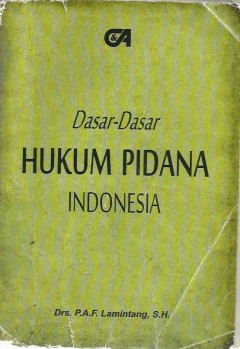 C&A
Dasar-Dasar
HUKUM PIDANA
INDONESIA
Drs. P.A.F. Lamintang, S.H.